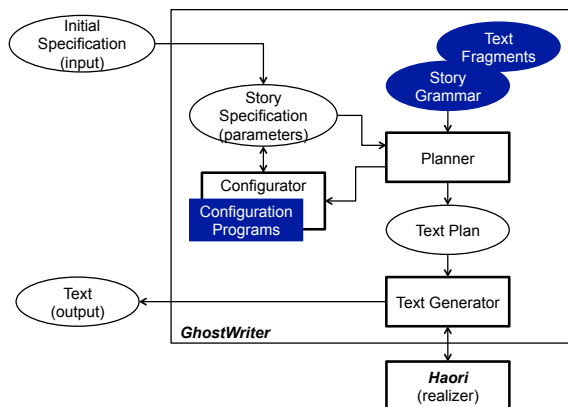 Initial
Specification
(input)
Text
Fragments
Story
Grammar
Story
Specification
(parameters)
Planner
Configurator
Configuration
Programs
Text Plan
Text
(output)
Text Generator
GhostWriter
Haori
(realizer)